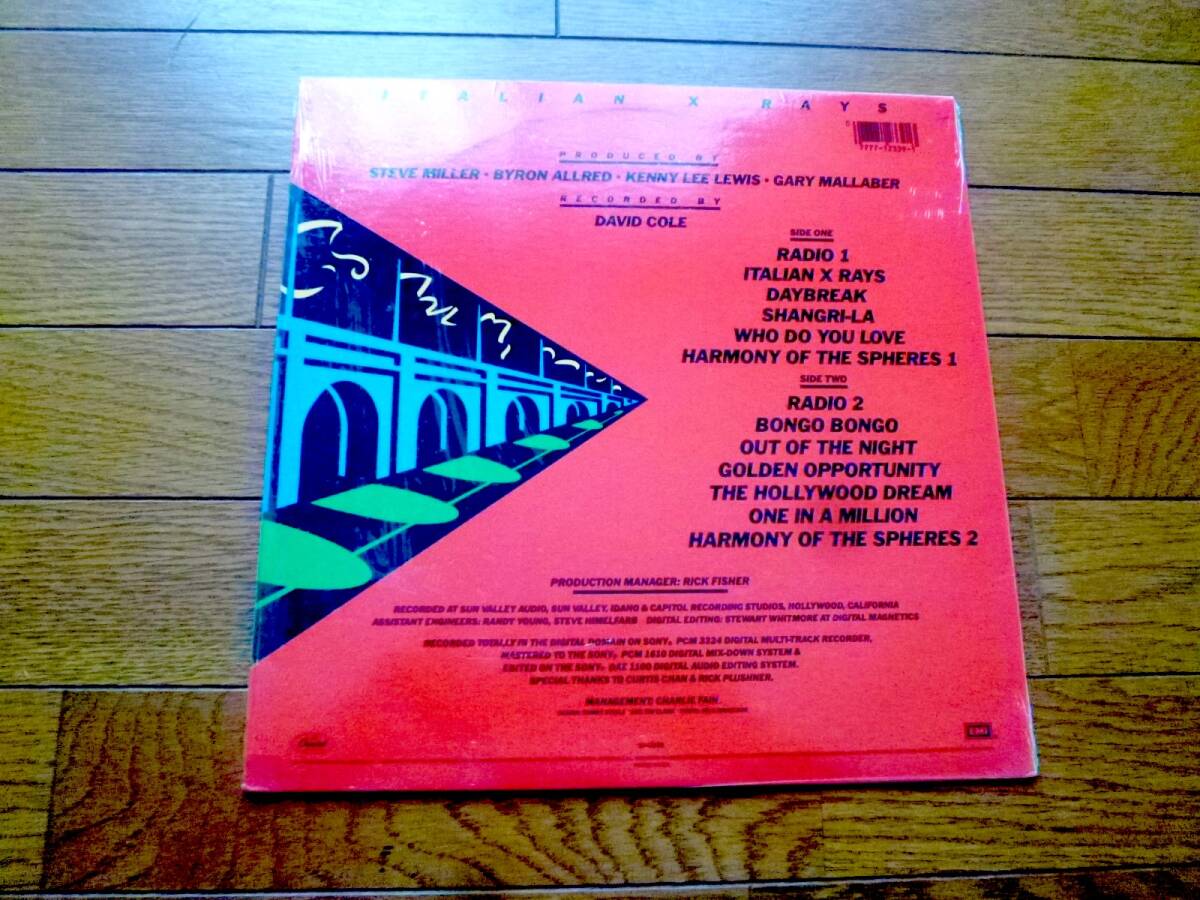 ITALIAN X RAYS
PRODUCED BY
STEVE MILLER • BYRON ALLRED • KENNY LEE LEWIS • GARY MALLABER
RECORDED BY
DAVID COLE
SIDE ONE
RADIO 1
ITALIAN X RAYS
DAYBREAK
SHANGRI-LA
WHO DO YOU LOVE
HARMONY OF THE SPHERES 1
SIDE TWO
RADIO 2
BONGO BONGO
OUT OF THE NIGHT
GOLDEN OPPORTUNITY
THE HOLLYWOOD DREAM
ONE IN A MILLION
HARMONY OF THE SPHERES 2
PRODUCTION MANAGER: RICK FISHER
RECORDED AT SUN VALLEY AUDIO, SUN VALLEY, IDAHO & CAPITOL RECORDING STUDIOS, HOLLYWOOD, CALIFORNIA
ASSISTANT ENGINEERS: RANDY YOUNG, STEVE HIMELFARB DIGITAL EDITING: STEWART WHITMORE AT DIGITAL MAGNETICS
RECORDED TOTALLY IN THE DIGITAL DOMAIN ON SONY® PCM 3324 DIGITAL MULTI-TRACK RECORDER,
MASTERED TO THE SONY® PCM 1610 DIGITAL MIX-DOWN SYSTEM &
EDITED ON THE SONY® DAE 1100 DIGITAL AUDIO EDITING SYSTEM.
SPECIAL THANKS TO CURTIS CHAN & RICK PLUSHNER.
MANAGEMENT: CHARLIE FAIN
Capitol
EMI